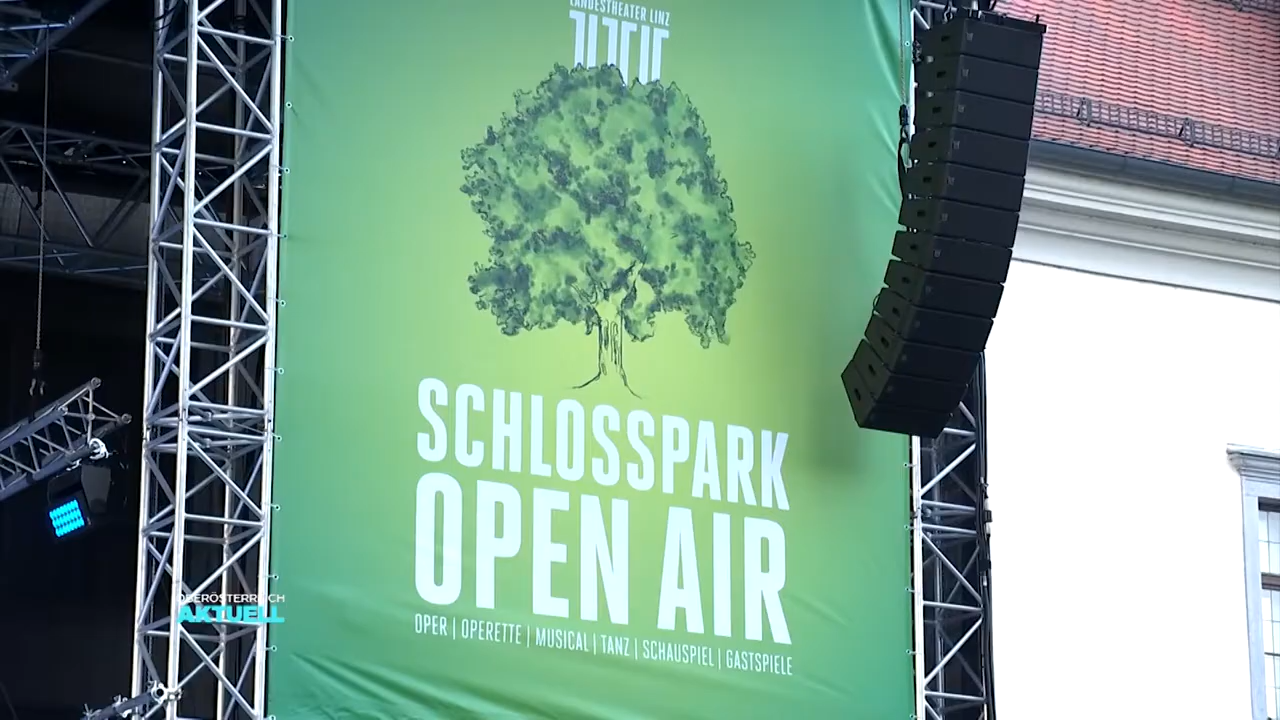 LANDESTHEATER LINZ
SCHLOSSPARK
OPEN AIR
OPER | OPERETTE | MUSICAL | TANZ | SCHAUSPIEL | GASTSPIELE
OBERÖSTERREICH
AKTUELL